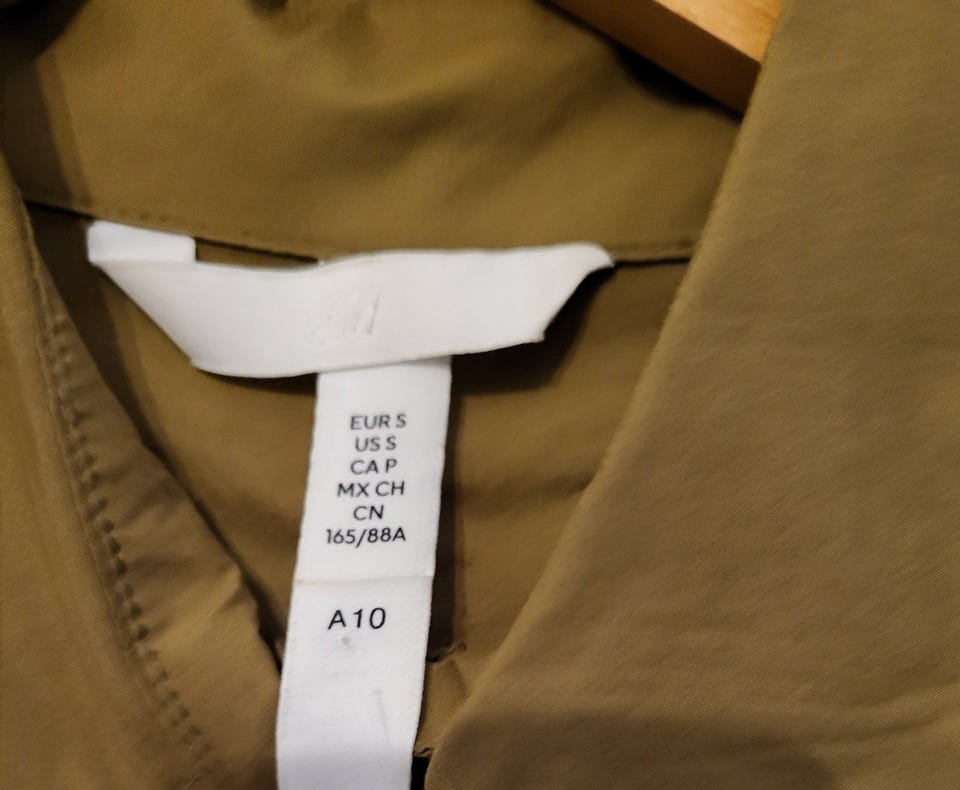 EUR S
US S
CA P
MX CH
CN
165/88A
A10